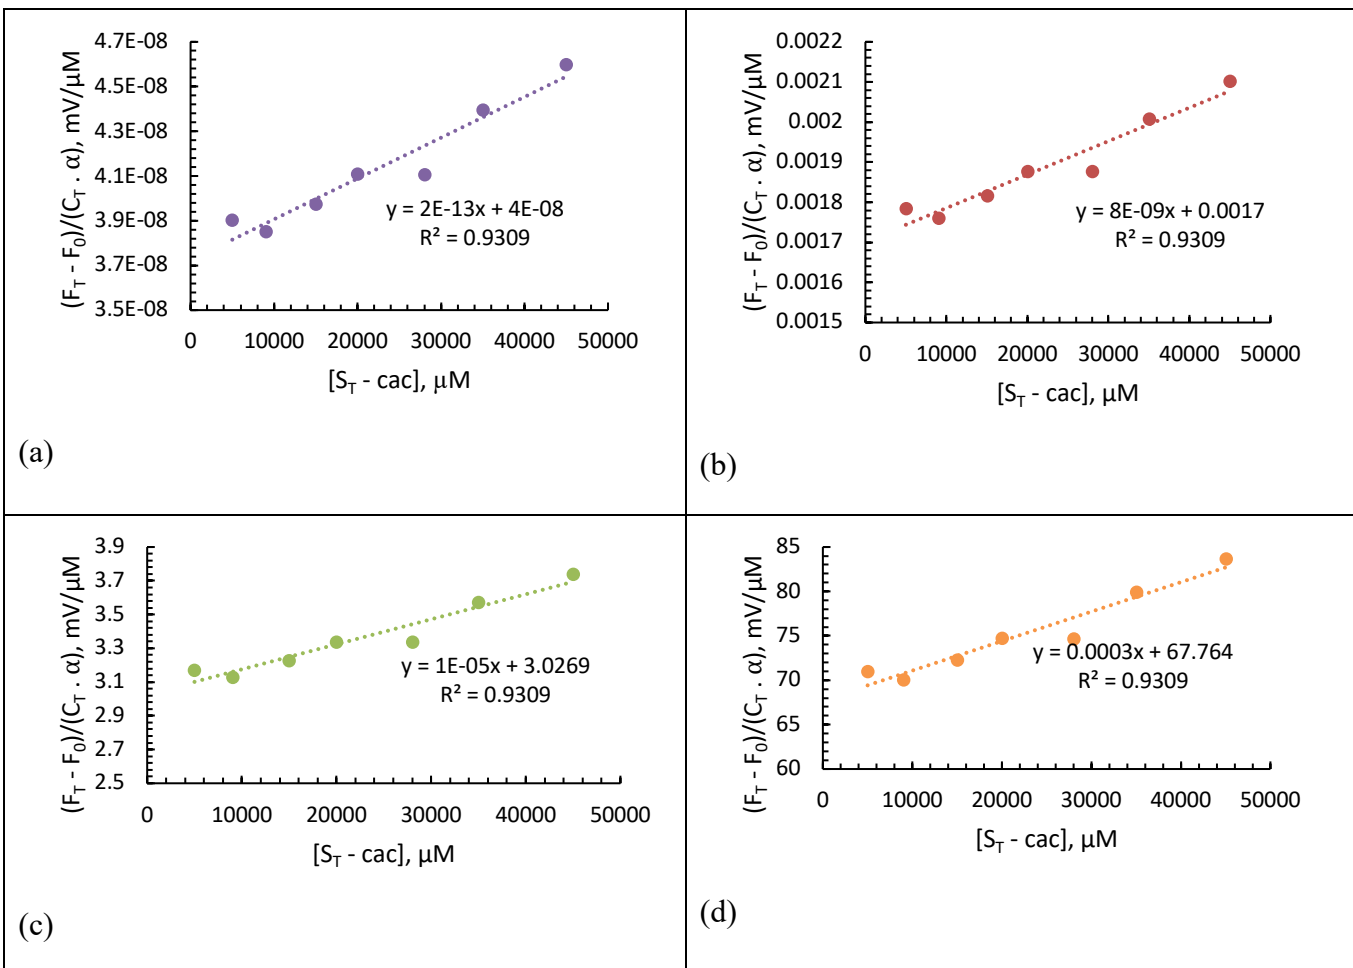 4.7E-08
4.5E-08
4.3E-08
4.1E-08
3.9E-08
3.7E-08
3.5E-08
(F_T - F_0)/(C_T . α), mV/µM
y = 2E-13x + 4E-08
R² = 0.9309
0 10000 20000 30000 40000 50000
[S_T - cac], µM
(a)
0.0022
0.0021
0.002
0.0019
0.0018
0.0017
0.0016
0.0015
(F_T - F_0)/(C_T . α), mV/µM
y = 8E-09x + 0.0017
R² = 0.9309
0 10000 20000 30000 40000 50000
[S_T - cac], µM
(b)
3.9
3.7
3.5
3.3
3.1
2.9
2.7
2.5
(F_T - F_0)/(C_T . α), mV/µM
y = 1E-05x + 3.0269
R² = 0.9309
0 10000 20000 30000 40000 50000
[S_T - cac], µM
(c)
85
80
75
70
65
60
(F_T - F_0)/(C_T . α), mV/µM
y = 0.0003x + 67.764
R² = 0.9309
0 10000 20000 30000 40000 50000
[S_T - cac], µM
(d)